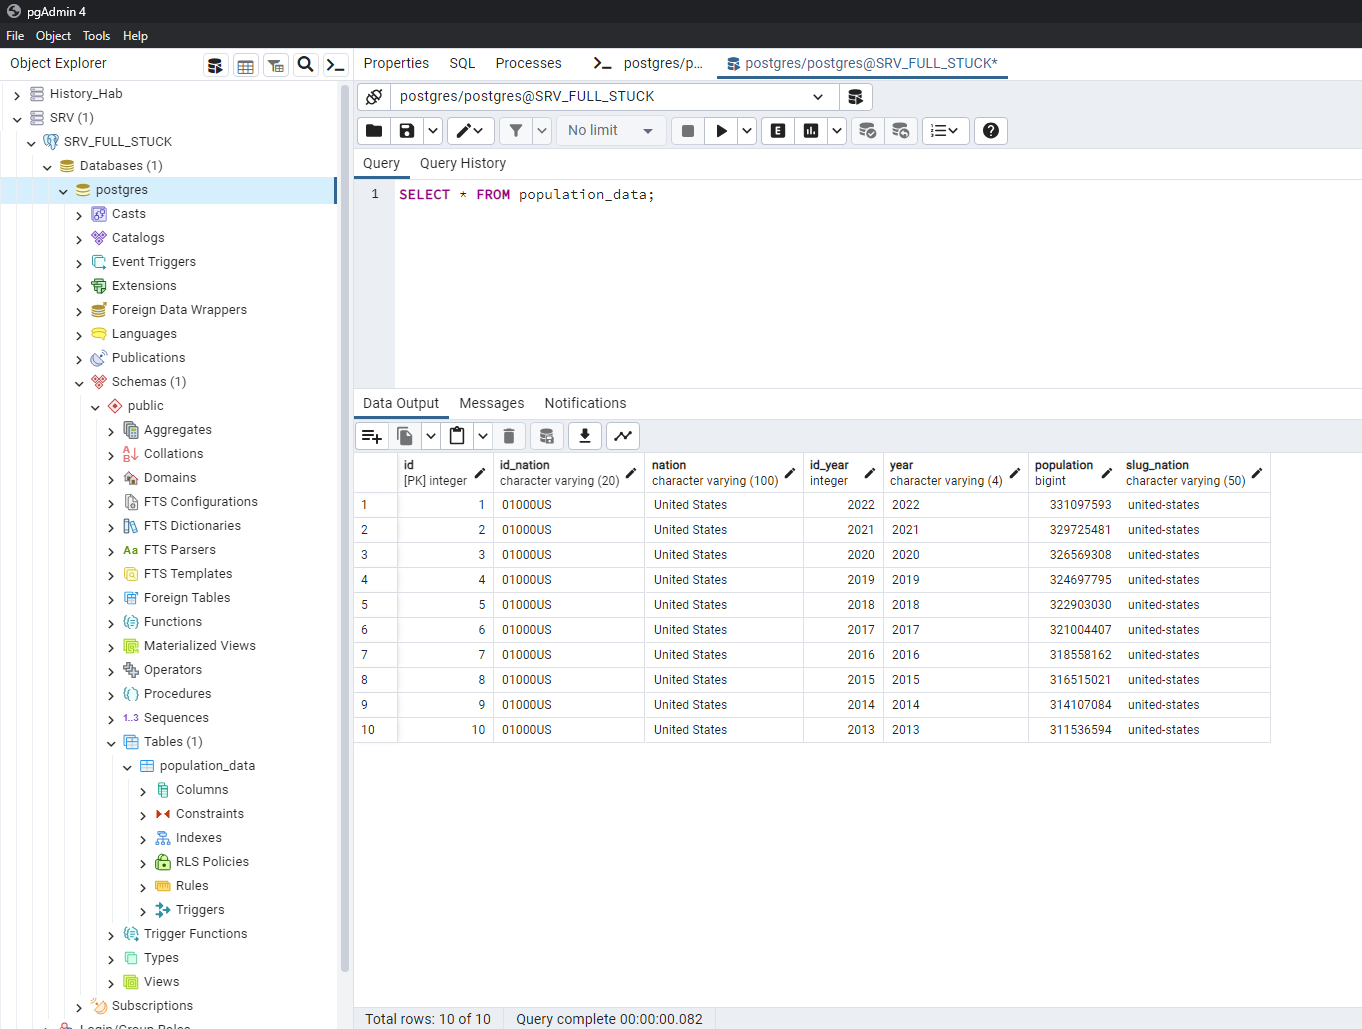 pgAdmin 4
File Object Tools Help
Object Explorer
Properties SQL Processes postgres/p... postgres/postgres@SRV_FULL_STUCK*
History_Hab
SRV (1)
SRV_FULL_STUCK
Databases (1)
postgres
Casts
Catalogs
Event Triggers
Extensions
Foreign Data Wrappers
Languages
Publications
Schemas (1)
public
Aggregates
Collations
Domains
FTS Configurations
FTS Dictionaries
Aa FTS Parsers
FTS Templates
Foreign Tables
Functions
Materialized Views
Operators
Procedures
1..3 Sequences
Tables (1)
population_data
Columns
Constraints
Indexes
RLS Policies
Rules
Triggers
Trigger Functions
Types
Views
Subscriptions
Login/Group Roles
postgres/postgres@SRV_FULL_STUCK
No limit
E
Query Query History
1 SELECT * FROM population_data;
Data Output Messages Notifications
id id_nation nation id_year year population slug_nation
[PK] integer character varying (20) character varying (100) integer character varying (4) bigint character varying (50)
1 1 01000US United States 2022 2022 331097593 united-states
2 2 01000US United States 2021 2021 329725481 united-states
3 3 01000US United States 2020 2020 326569308 united-states
4 4 01000US United States 2019 2019 324697795 united-states
5 5 01000US United States 2018 2018 322903030 united-states
6 6 01000US United States 2017 2017 321004407 united-states
7 7 01000US United States 2016 2016 318558162 united-states
8 8 01000US United States 2015 2015 316515021 united-states
9 9 01000US United States 2014 2014 314107084 united-states
10 10 01000US United States 2013 2013 311536594 united-states
Total rows: 10 of 10 Query complete 00:00:00.082